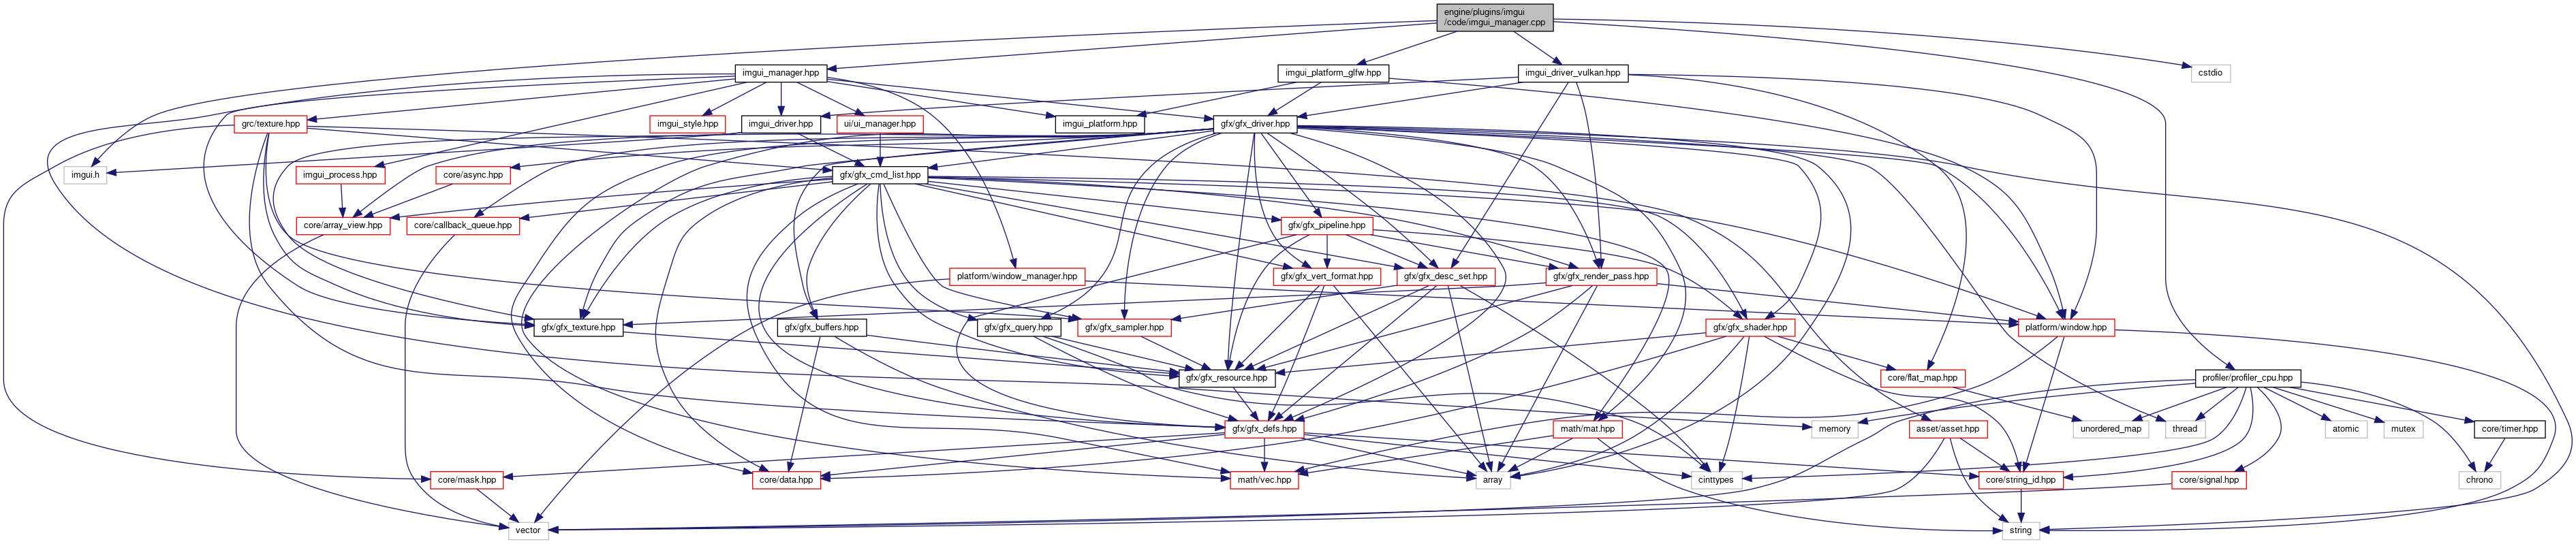 engine/plugins/imgui
/code/imgui_manager.cpp
imgui_manager.hpp
imgui_platform_glfw.hpp
imgui_driver_vulkan.hpp
cstdio
grc/texture.hpp
imgui_style.hpp
imgui_driver.hpp
ui/ui_manager.hpp
imgui_platform.hpp
gfx/gfx_driver.hpp
imgui.h
imgui_process.hpp
core/async.hpp
gfx/gfx_cmd_list.hpp
core/array_view.hpp
core/callback_queue.hpp
gfx/gfx_pipeline.hpp
platform/window_manager.hpp
gfx/gfx_vert_format.hpp
gfx/gfx_desc_set.hpp
gfx/gfx_render_pass.hpp
gfx/gfx_texture.hpp
gfx/gfx_buffers.hpp
gfx/gfx_query.hpp
gfx/gfx_sampler.hpp
gfx/gfx_shader.hpp
platform/window.hpp
gfx/gfx_resource.hpp
core/flat_map.hpp
profiler/profiler_cpu.hpp
gfx/gfx_defs.hpp
math/mat.hpp
memory
asset/asset.hpp
unordered_map
thread
atomic
mutex
core/timer.hpp
core/mask.hpp
core/data.hpp
math/vec.hpp
array
cinttypes
core/string_id.hpp
core/signal.hpp
chrono
vector
string